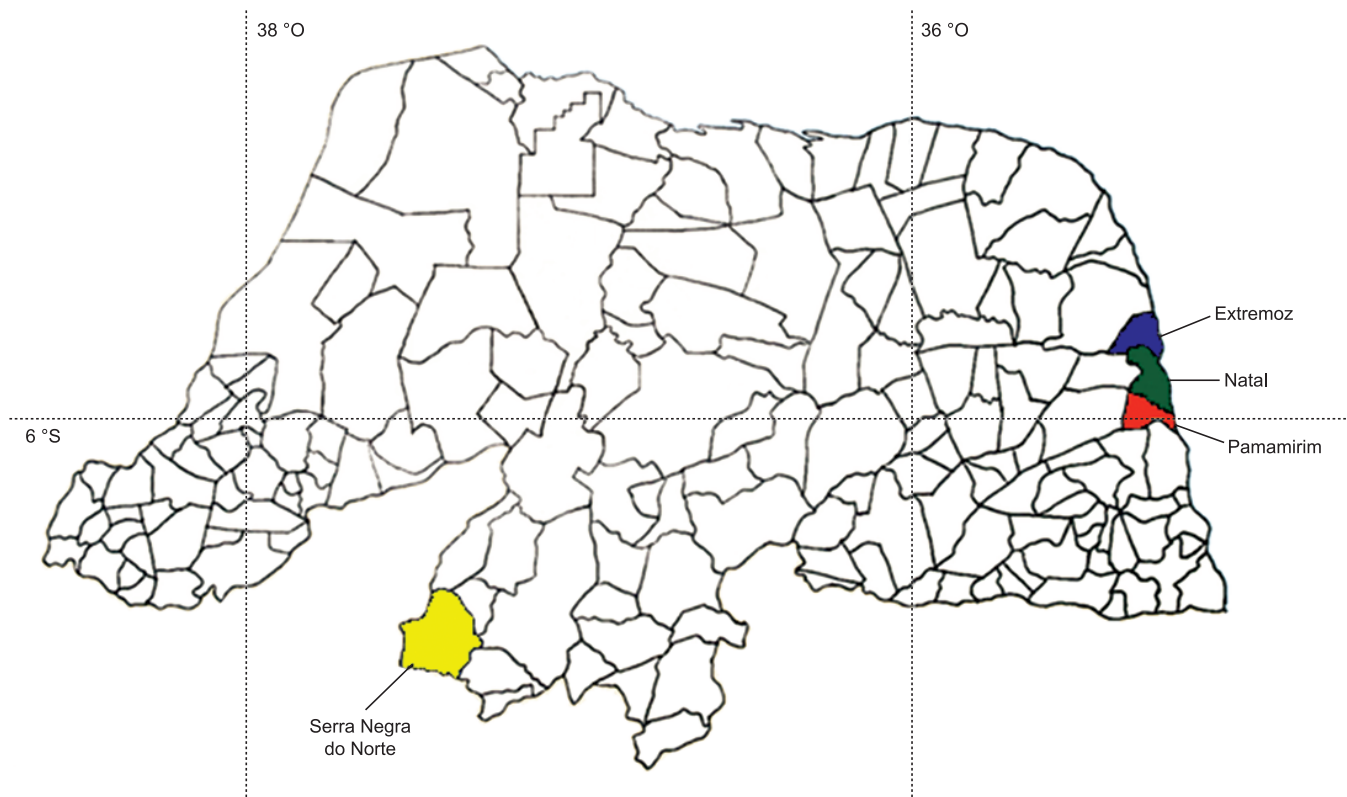 38 °O
36 °O
Extremoz
Natal
6 °S
Pamamirim
Serra Negra
do Norte